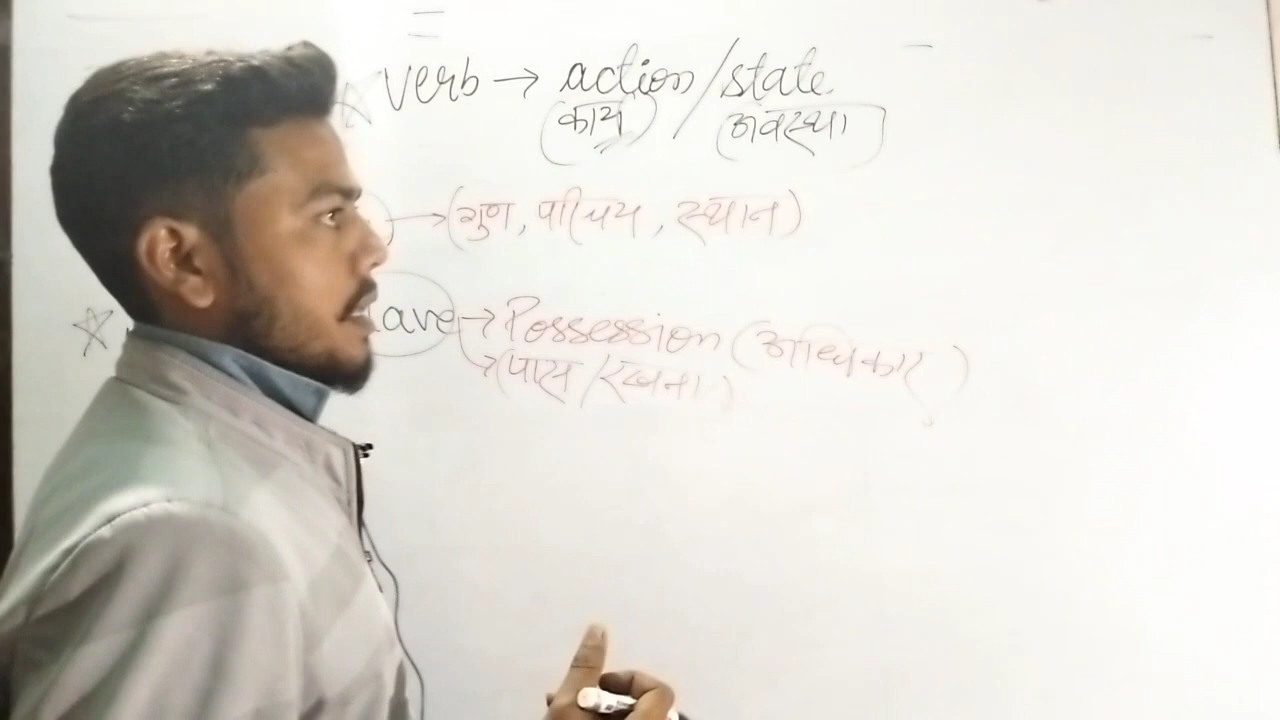 verb → action / state
(कार्य) (अवस्था)
→ (गुण, परिचय, स्थान)
ave → Possession (अधिकार)
→ (पास / रखना)